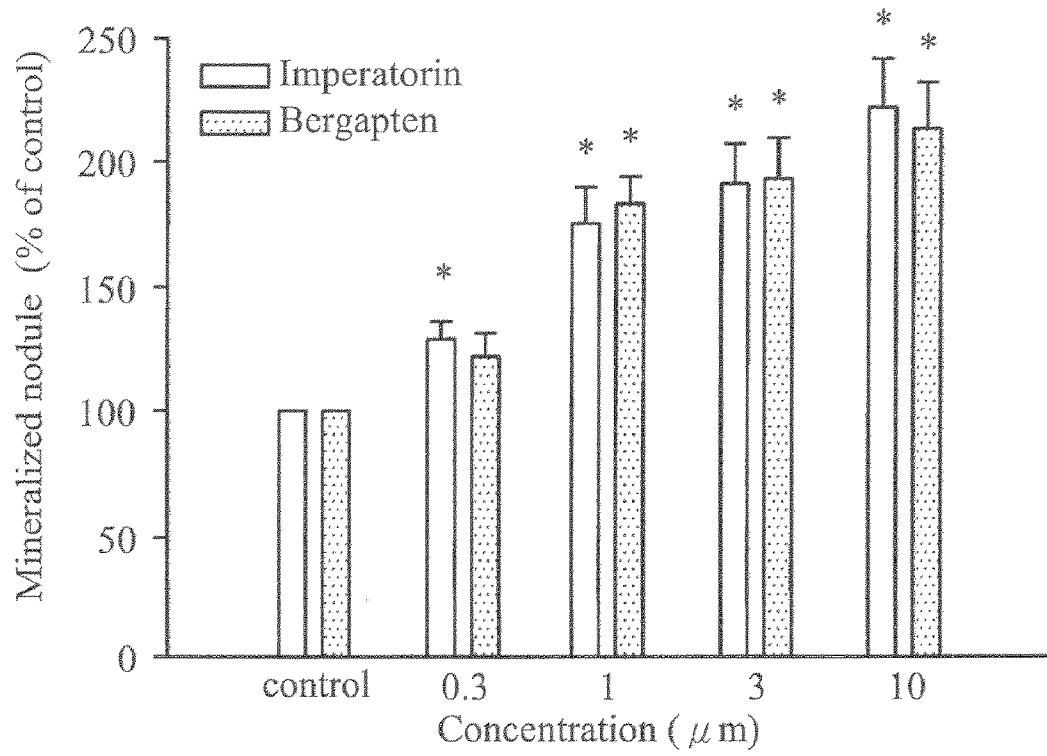 Mineralized nodule (% of control)
250
200
150
100
50
0
Imperatorin
Bergapten
*
* *
* *
* *
control 0.3 1 3 10
Concentration ( μm)